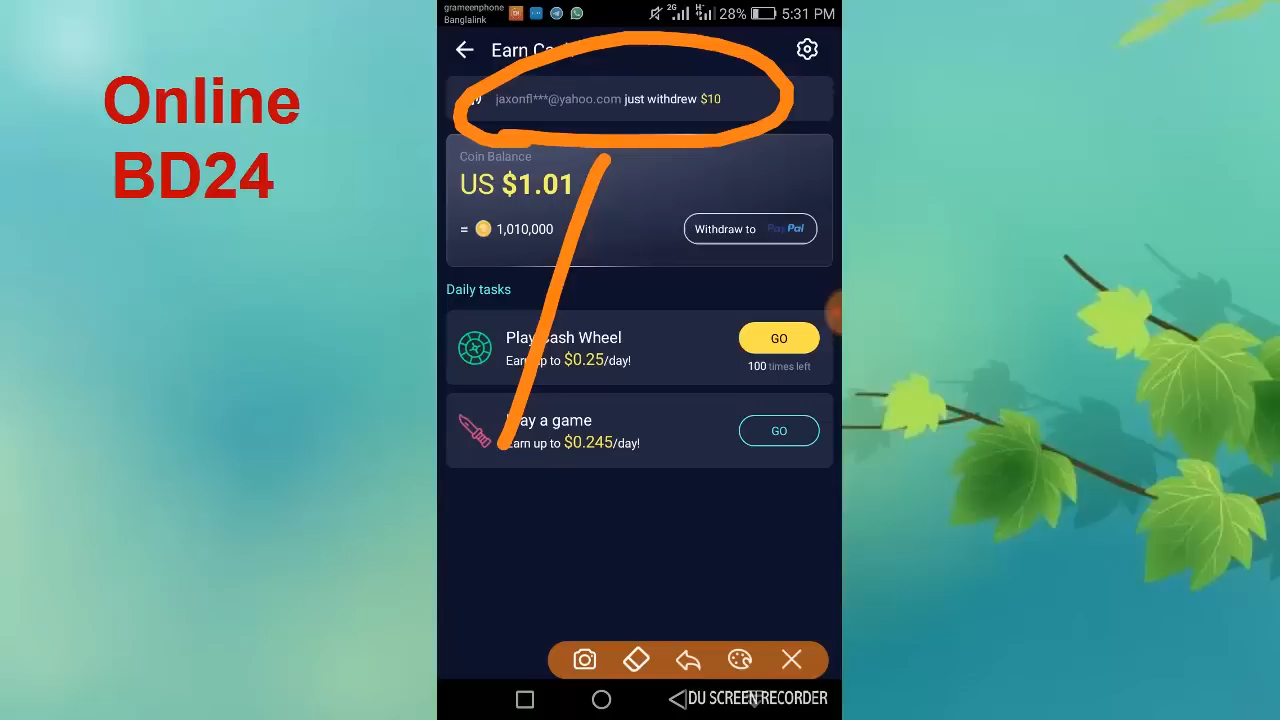 Online
BD24
grameenphone
Banglalink
2G
H
28%
5:31 PM
Earn
jaxonfl***@yahoo.com just withdrew $10
Coin Balance
US $1.01
= 1,010,000
Withdraw to PayPal
Daily tasks
Play Cash Wheel
Earn up to $0.25/day!
GO
100 times left
Play a game
Earn up to $0.245/day!
GO
DU SCREEN RECORDER